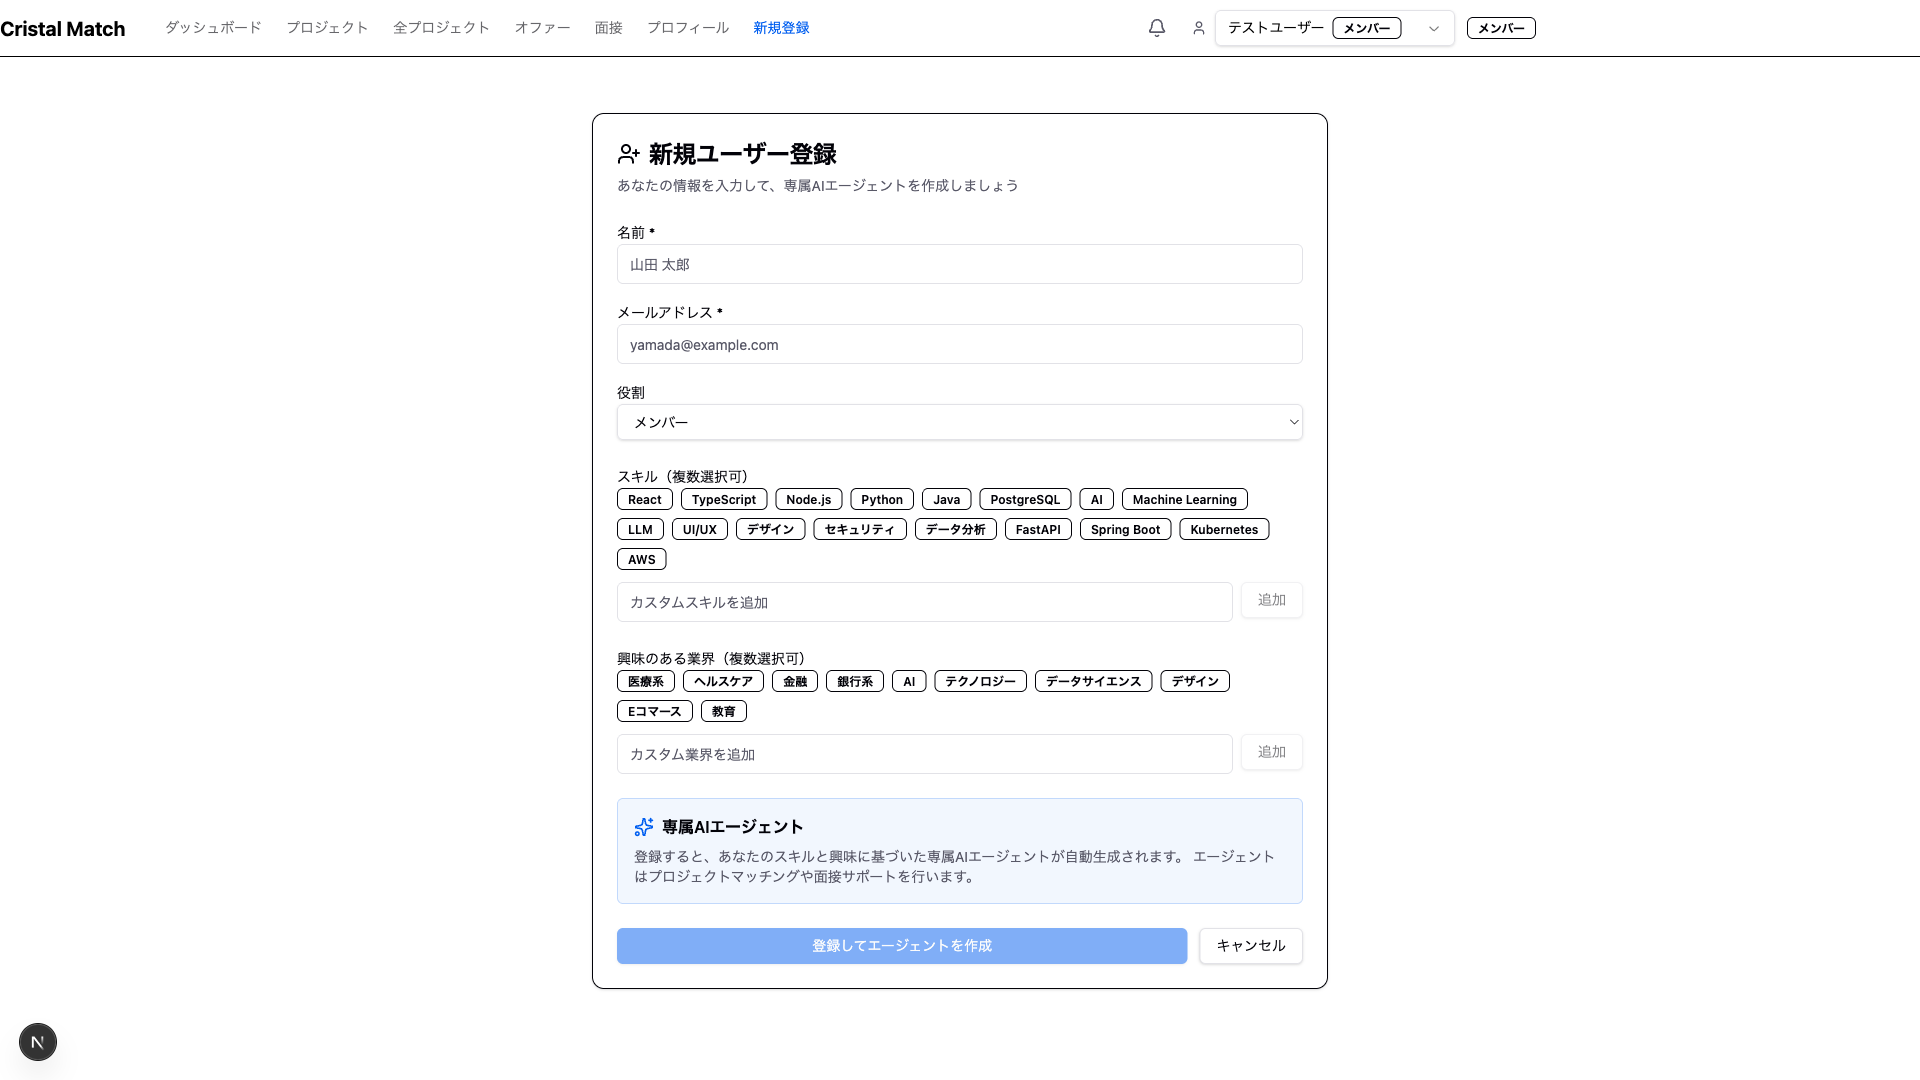 Cristal Match ダッシュボード プロジェクト 全プロジェクト オファー 面接 プロフィール 新規登録 テストユーザー メンバー メンバー
新規ユーザー登録
あなたの情報を入力して、専属AIエージェントを作成しましょう
名前 *
山田 太郎
メールアドレス *
yamada@example.com
役割
メンバー
スキル（複数選択可）
React TypeScript Node.js Python Java PostgreSQL AI Machine Learning
LLM UI/UX デザイン セキュリティ データ分析 FastAPI Spring Boot Kubernetes
AWS
カスタムスキルを追加 追加
興味のある業界（複数選択可）
医療系 ヘルスケア 金融 銀行系 AI テクノロジー データサイエンス デザイン
Eコマース 教育
カスタム業界を追加 追加
専属AIエージェント
登録すると、あなたのスキルと興味に基づいた専属AIエージェントが自動生成されます。 エージェント
はプロジェクトマッチングや面接サポートを行います。
登録してエージェントを作成 キャンセル
N